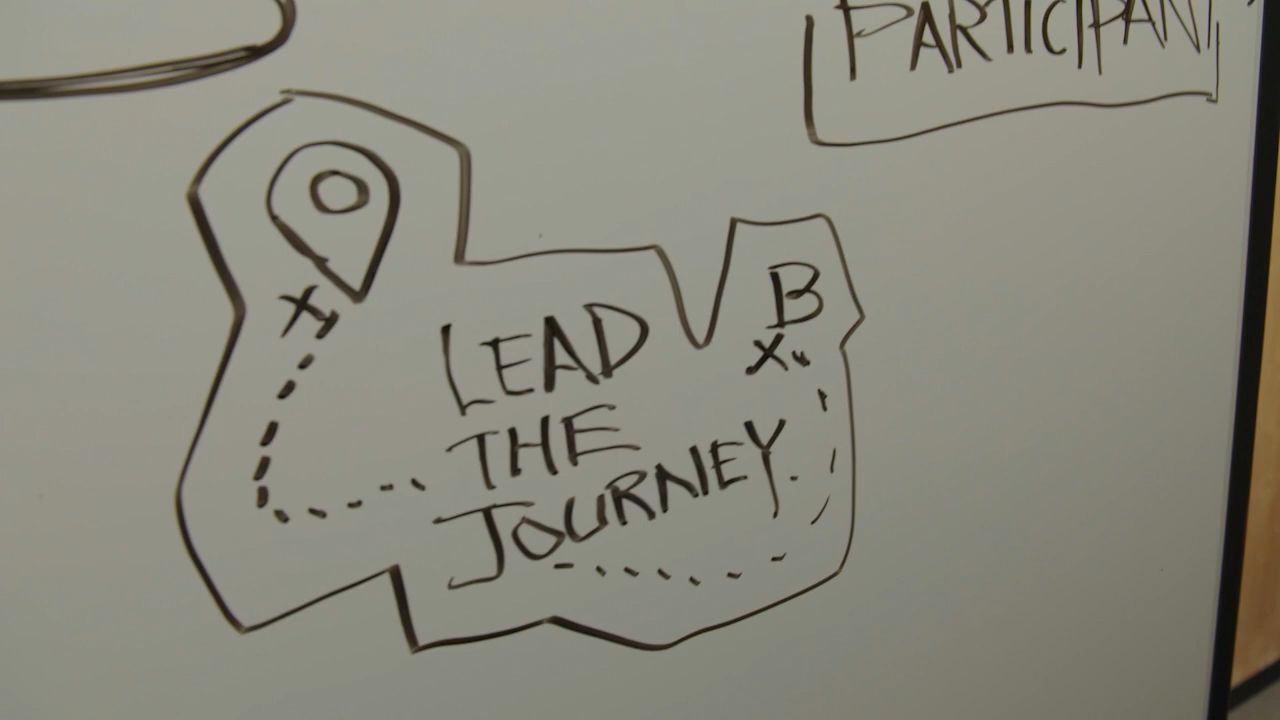 PARTICIPANT
X
B
X
LEAD
THE
JOURNEY.